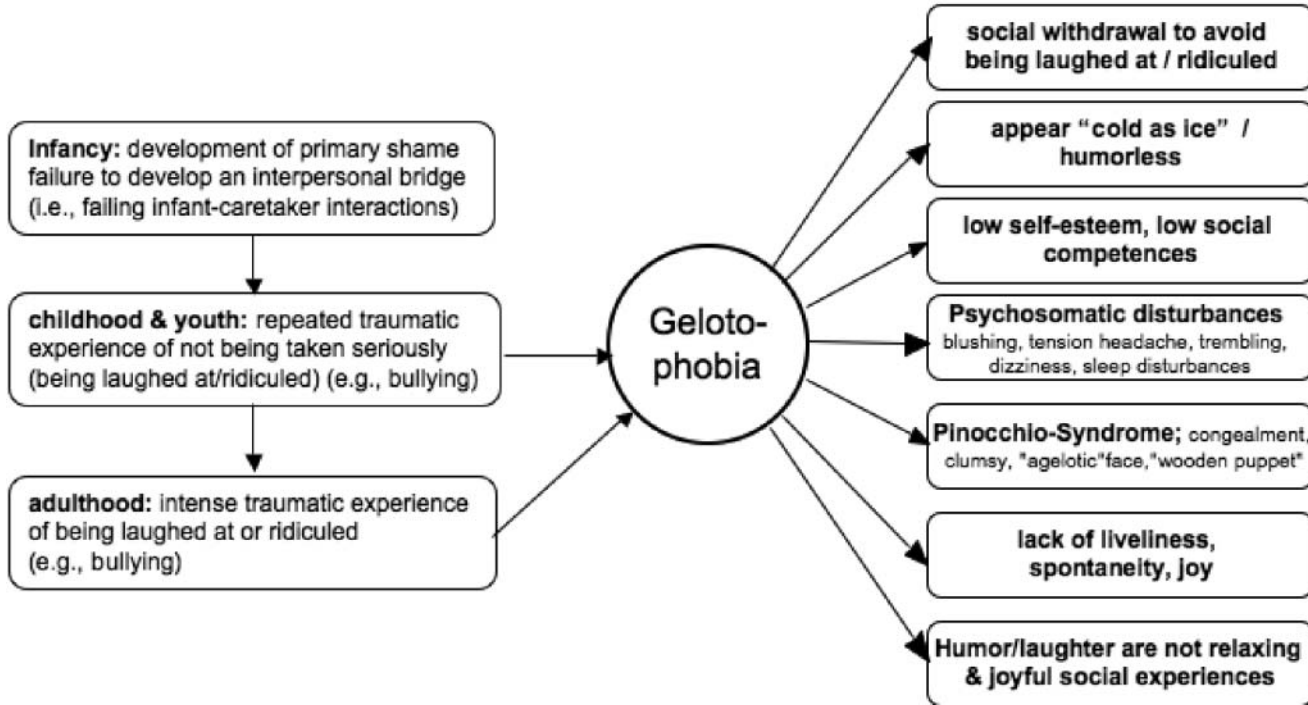 Infancy: development of primary shame
failure to develop an interpersonal bridge
(i.e., failing infant-caretaker interactions)
childhood & youth: repeated traumatic
experience of not being taken seriously
(being laughed at/ridiculed) (e.g., bullying)
adulthood: intense traumatic experience
of being laughed at or ridiculed
(e.g., bullying)
Geloto-
phobia
social withdrawal to avoid
being laughed at / ridiculed
appear “cold as ice” /
humorless
low self-esteem, low social
competences
Psychosomatic disturbances
blushing, tension headache, trembling,
dizziness, sleep disturbances
Pinocchio-Syndrome; congealment,
clumsy, "agelotic"face,"wooden puppet"
lack of liveliness,
spontaneity, joy
Humor/laughter are not relaxing
& joyful social experiences